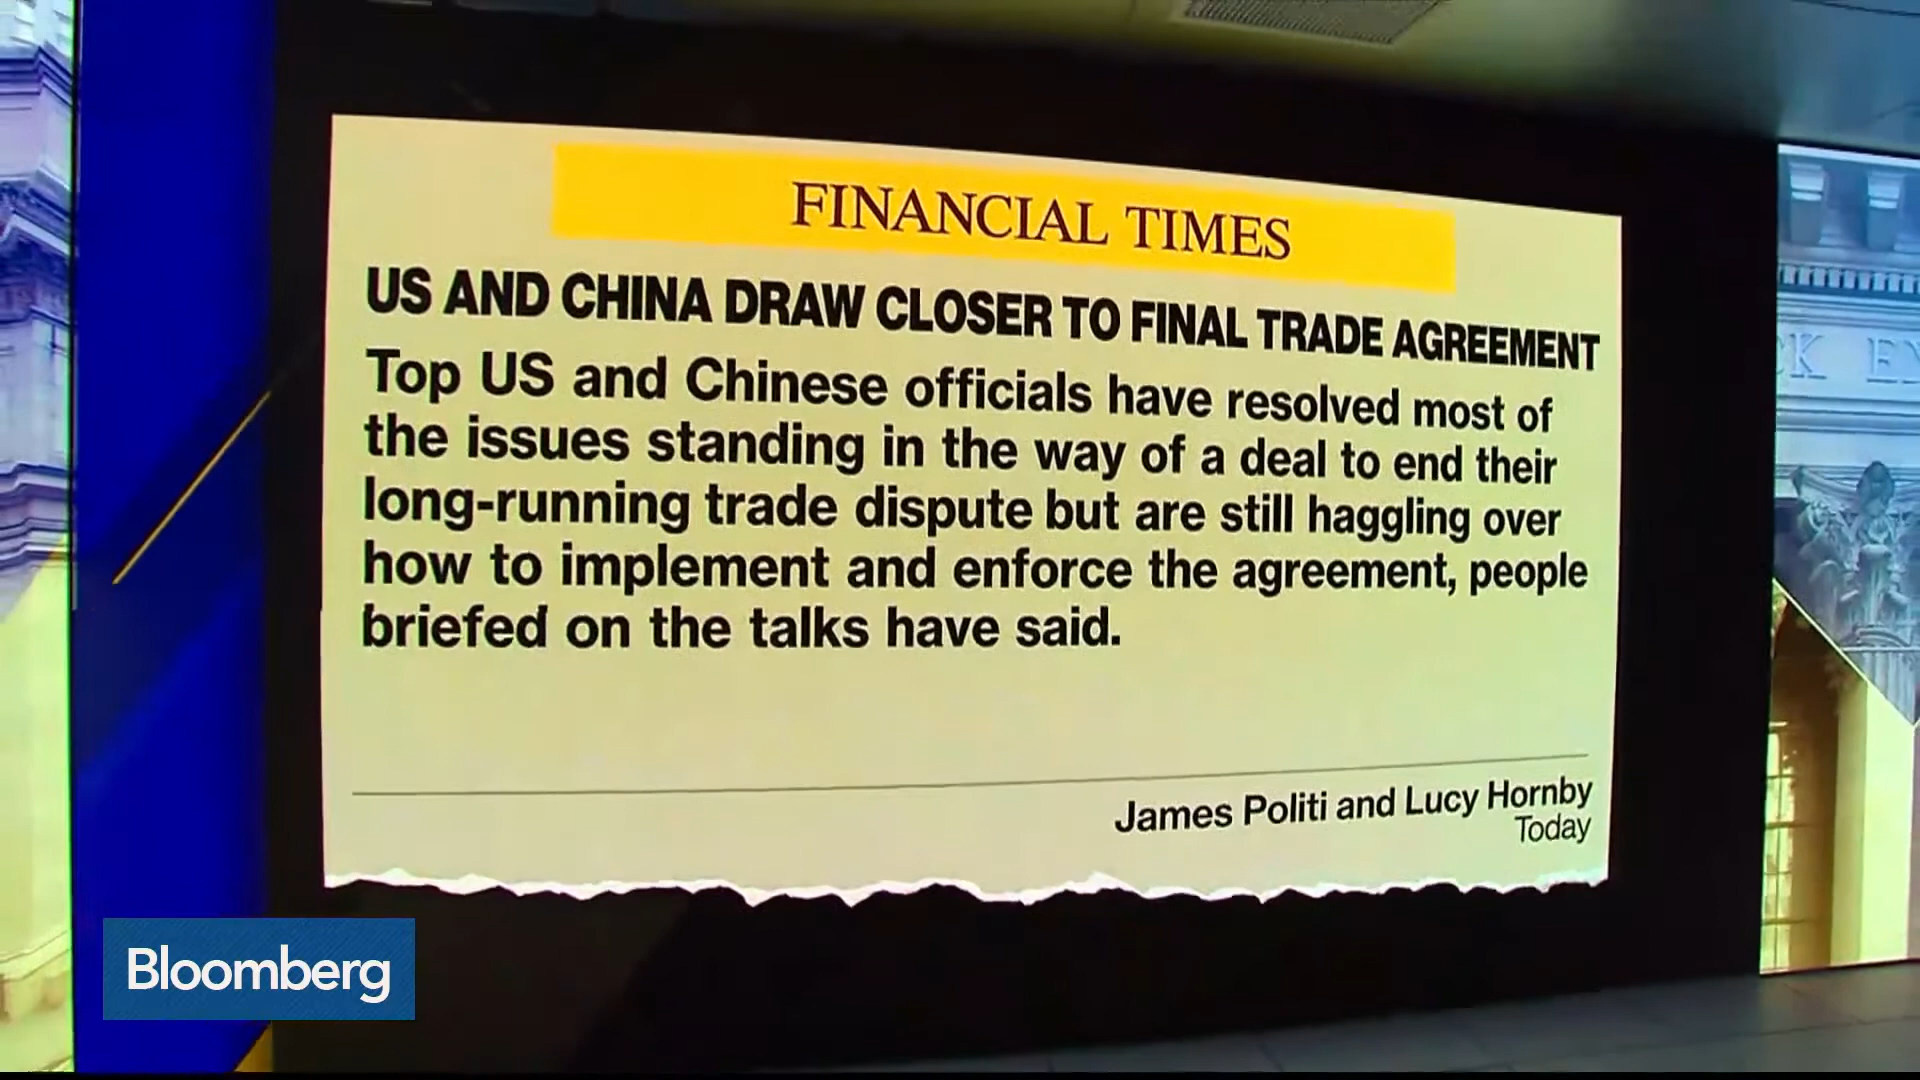 FINANCIAL TIMES
US AND CHINA DRAW CLOSER TO FINAL TRADE AGREEMENT
Top US and Chinese officials have resolved most of
the issues standing in the way of a deal to end their
long-running trade dispute but are still haggling over
how to implement and enforce the agreement, people
briefed on the talks have said.
James Politi and Lucy Hornby
Today
Bloomberg